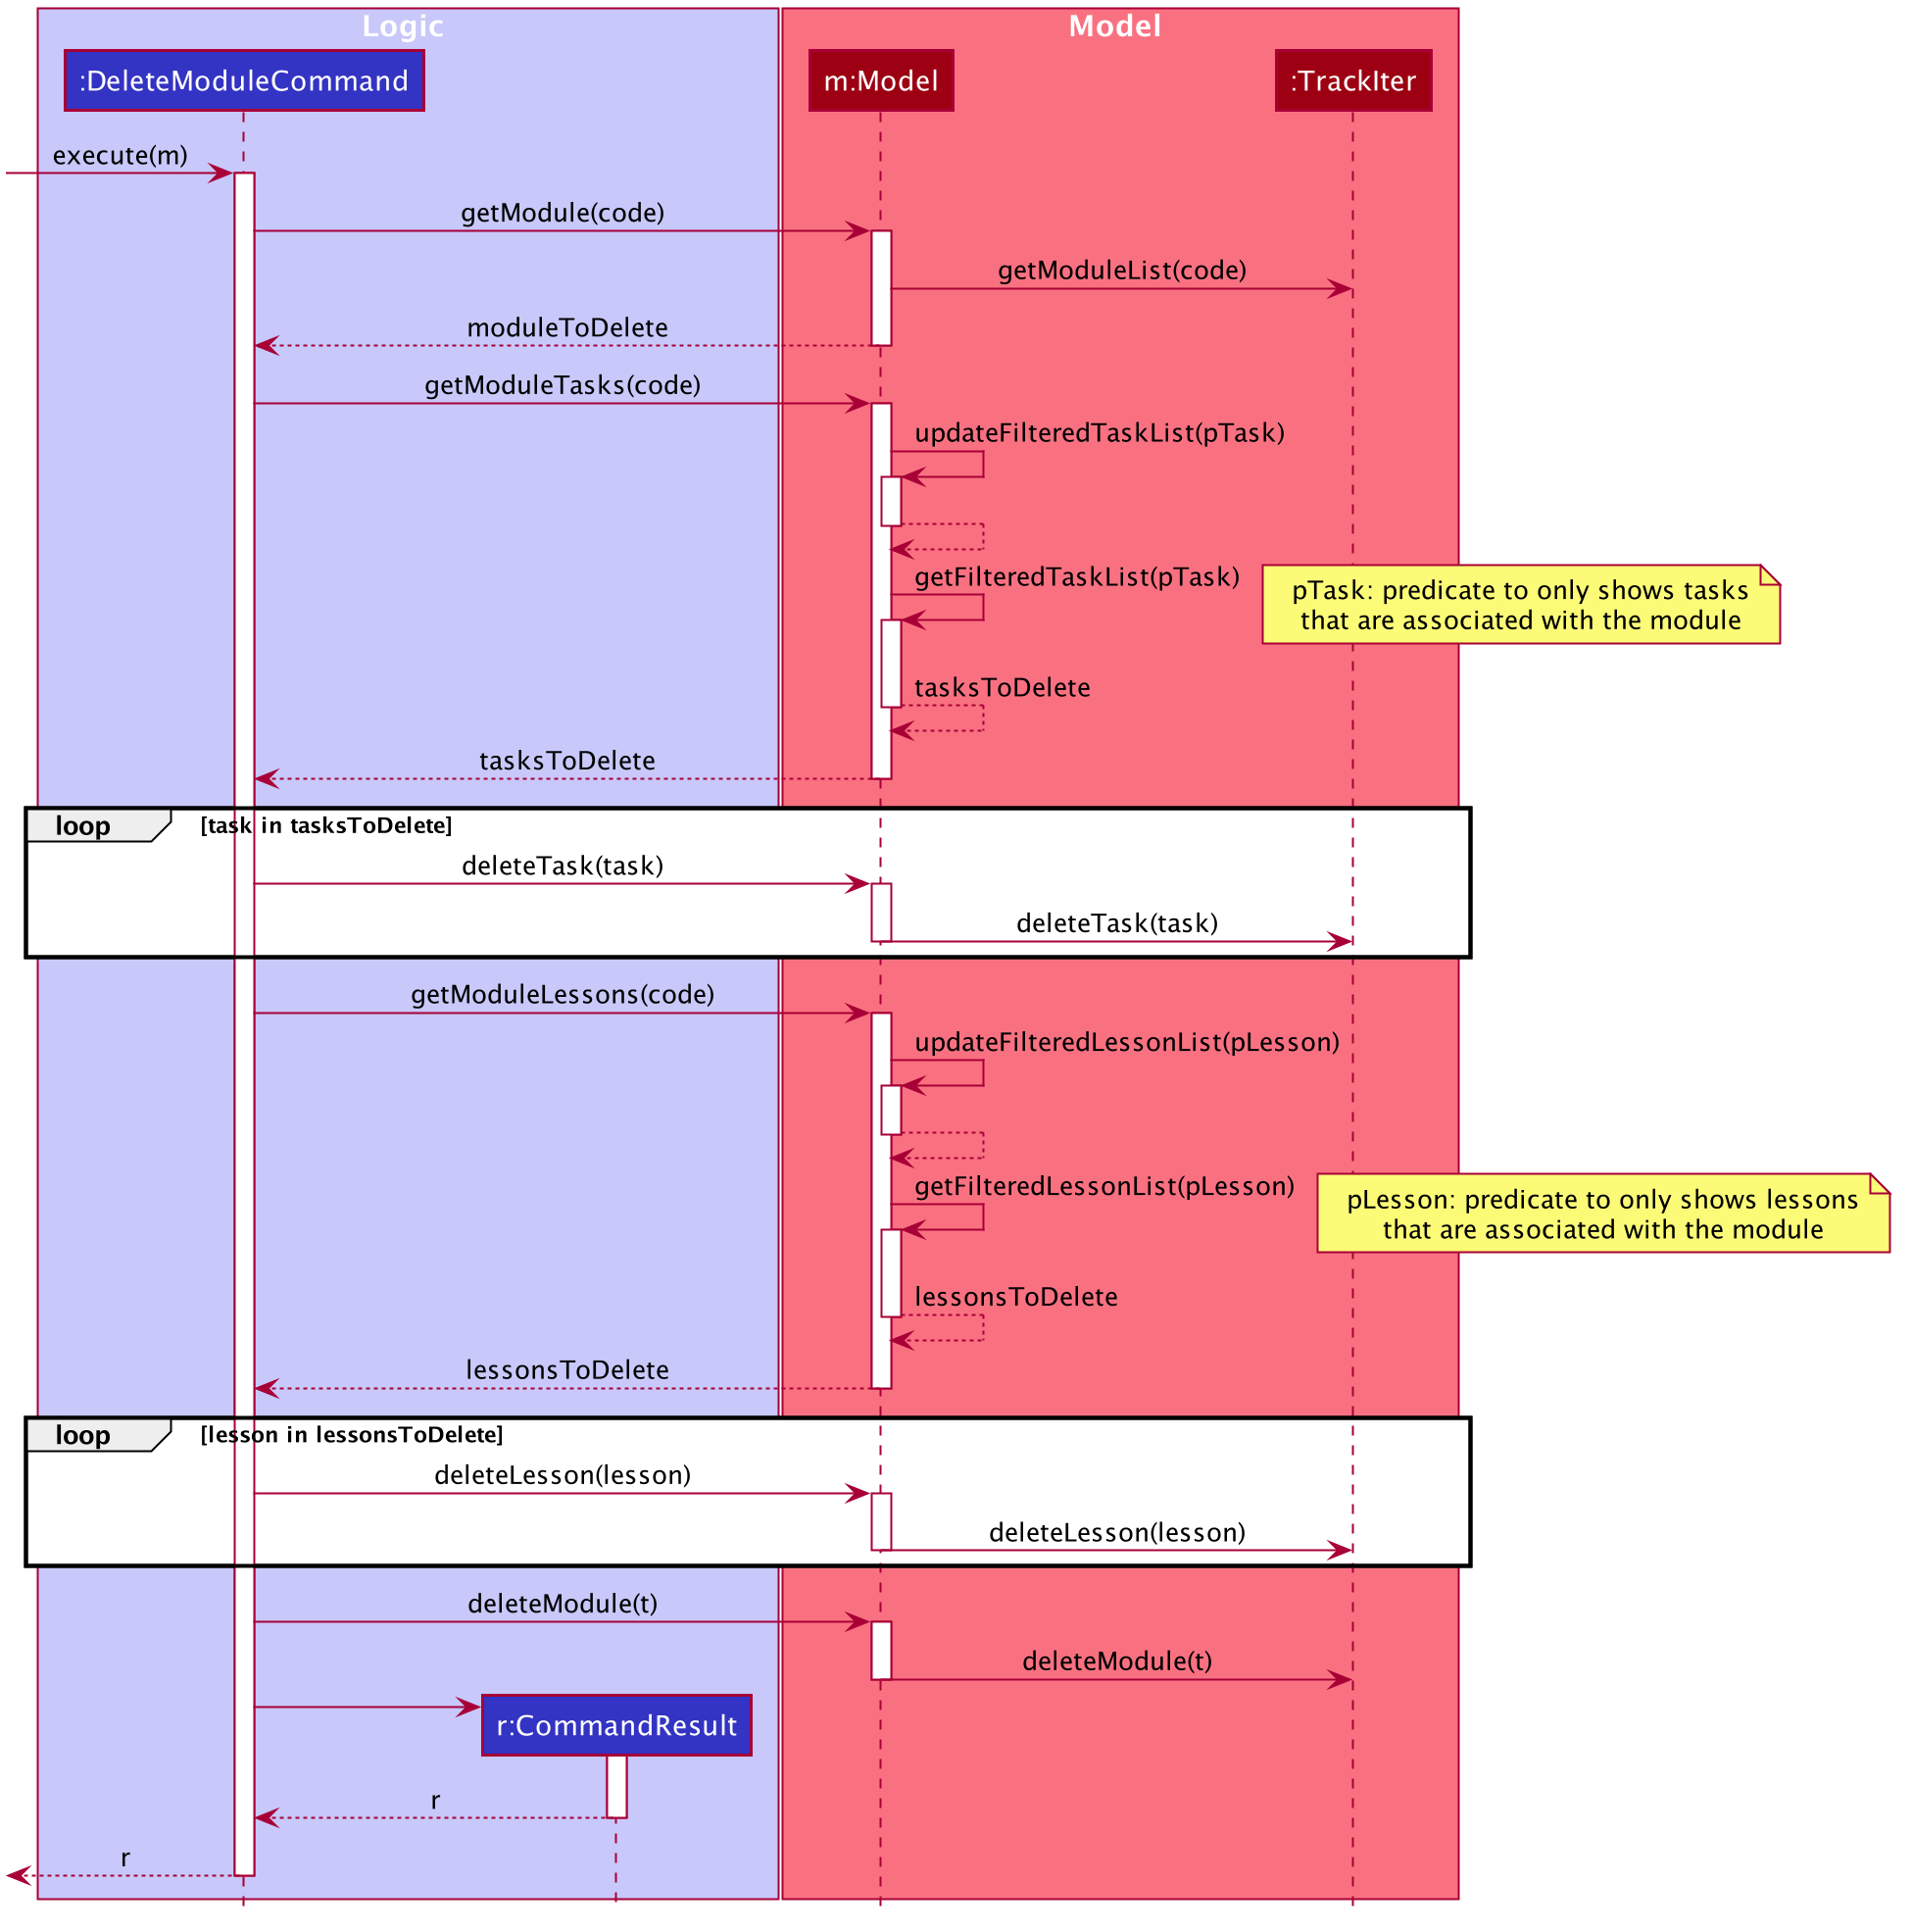 Logic
Model
:DeleteModuleCommand
m:Model
:TrackIter
execute(m)
getModule(code)
getModuleList(code)
moduleToDelete
getModuleTasks(code)
updateFilteredTaskList(pTask)
getFilteredTaskList(pTask)
pTask: predicate to only shows tasks
that are associated with the module
tasksToDelete
tasksToDelete
loop
[task in tasksToDelete]
deleteTask(task)
deleteTask(task)
getModuleLessons(code)
updateFilteredLessonList(pLesson)
getFilteredLessonList(pLesson)
pLesson: predicate to only shows lessons
that are associated with the module
lessonsToDelete
lessonsToDelete
loop
[lesson in lessonsToDelete]
deleteLesson(lesson)
deleteLesson(lesson)
deleteModule(t)
deleteModule(t)
r:CommandResult
r
r